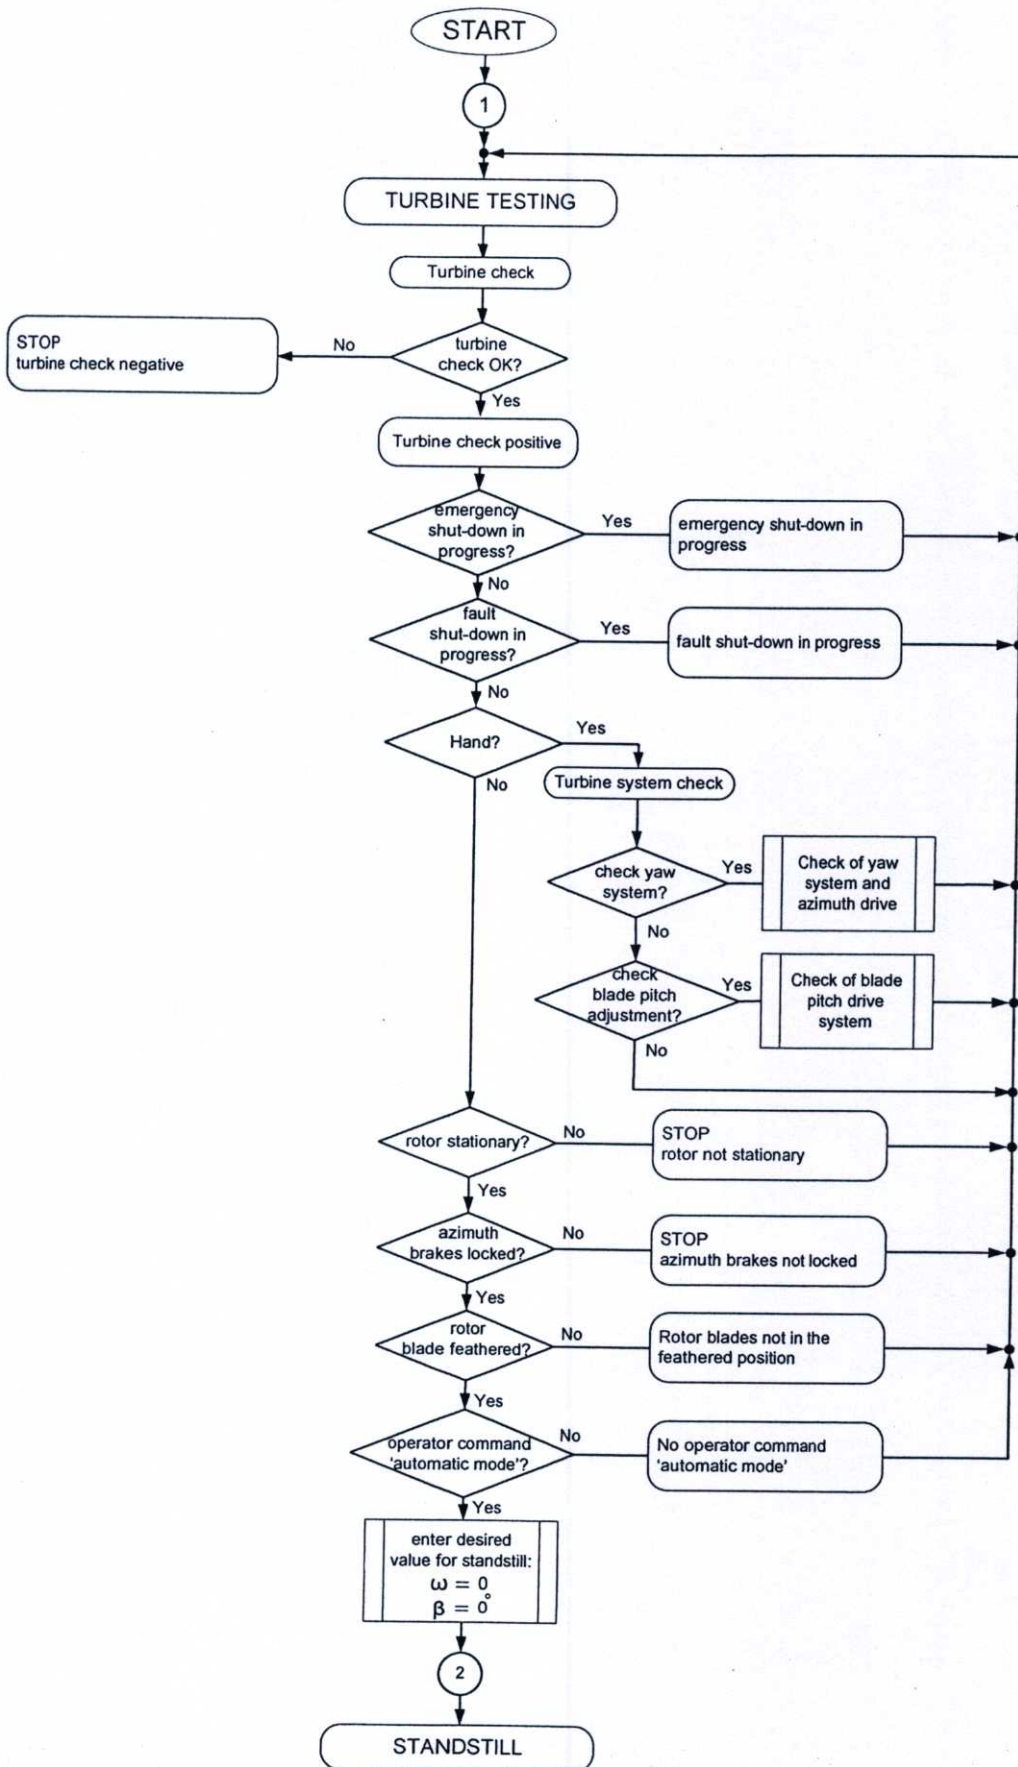 START
1
TURBINE TESTING
Turbine check
turbine
check OK?
No
STOP
turbine check negative
Yes
Turbine check positive
emergency
shut-down in
progress?
Yes
emergency shut-down in
progress
No
fault
shut-down in
progress?
Yes
fault shut-down in progress
No
Hand?
Yes
No
Turbine system check
check yaw
system?
Yes
Check of yaw
system and
azimuth drive
No
check
blade pitch
adjustment?
Yes
Check of blade
pitch drive
system
No
rotor stationary?
No
STOP
rotor not stationary
Yes
azimuth
brakes locked?
No
STOP
azimuth brakes not locked
Yes
rotor
blade feathered?
No
Rotor blades not in the
feathered position
Yes
operator command
'automatic mode'?
No
No operator command
'automatic mode'
Yes
enter desired
value for standstill:
ω = 0
β = 0°
2
STANDSTILL